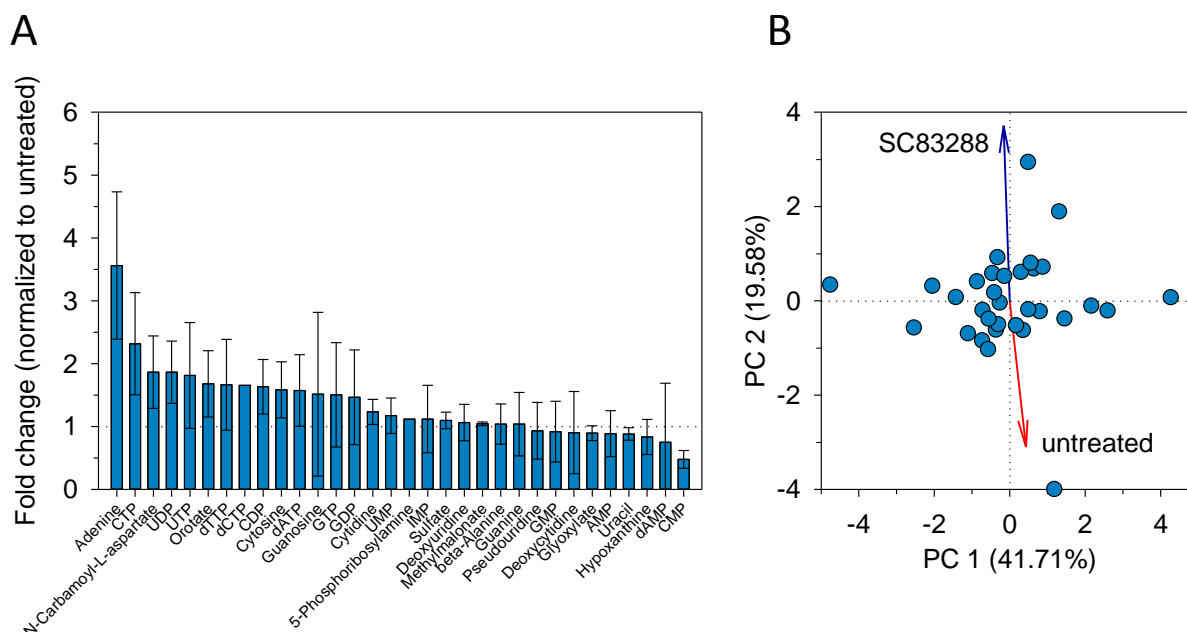 A
Fold change (normalized to untreated)
6
5
4
3
2
1
0
Adenine
CTP
N-Carbamoyl-L-aspartate
UDP
UTP
Orotate
dTTP
dCTP
CDP
Cytosine
dATP
Guanosine
GTP
GDP
Cytidine
UMP
5-Phosphoribosylamine
IMP
Sulfate
Deoxyuridine
Methylmalonate
beta-Alanine
Guanine
Pseudouridine
GMP
Deoxycytidine
Glyoxylate
AMP
Uracil
Hypoxanthine
dAMP
CMP
B
PC 2 (19.58%)
4
2
0
-2
-4
SC83288
untreated
-4
-2
0
2
4
PC 1 (41.71%)